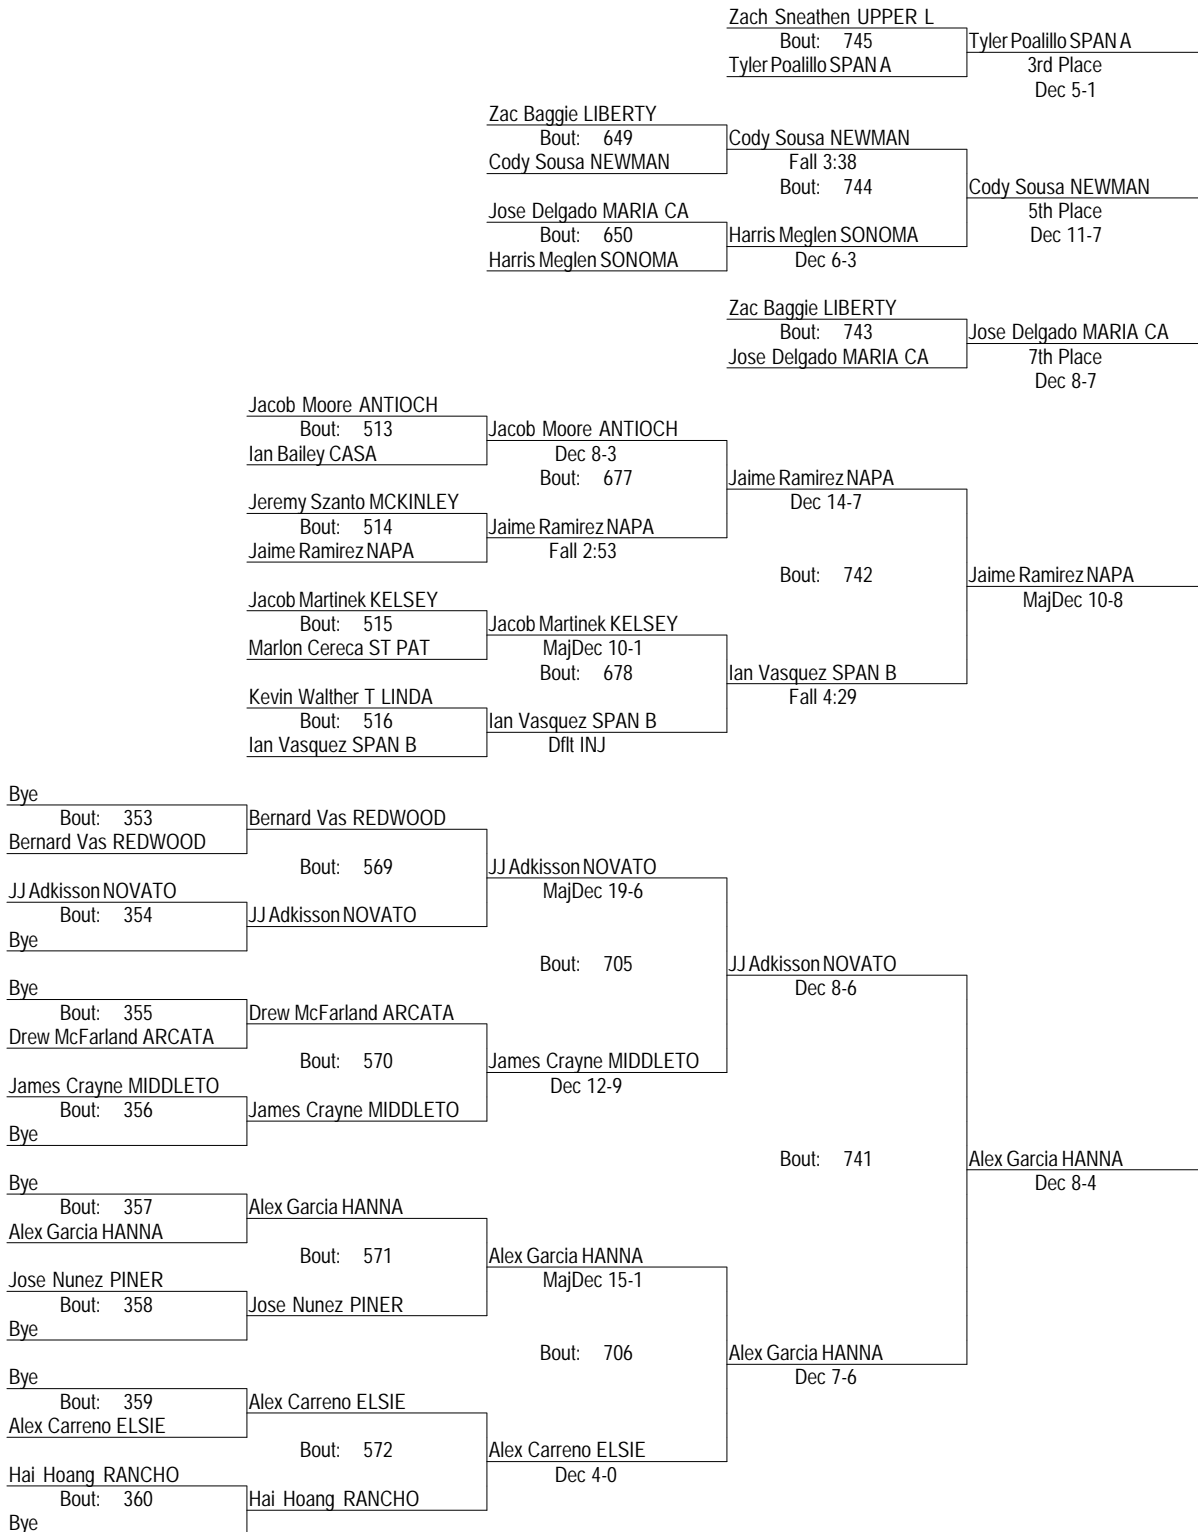 Zach Sneathen UPPER L
Bout: 745
Tyler Poalillo SPAN A
Tyler Poalillo SPAN A
3rd Place
Dec 5-1
Zac Baggie LIBERTY
Bout: 649
Cody Sousa NEWMAN
Cody Sousa NEWMAN
Fall 3:38
Bout: 744
Cody Sousa NEWMAN
5th Place
Dec 11-7
Jose Delgado MARIA CA
Bout: 650
Harris Meglen SONOMA
Harris Meglen SONOMA
Dec 6-3
Zac Baggie LIBERTY
Bout: 743
Jose Delgado MARIA CA
Jose Delgado MARIA CA
7th Place
Dec 8-7
Jacob Moore ANTIOCH
Bout: 513
Ian Bailey CASA
Jacob Moore ANTIOCH
Dec 8-3
Bout: 677
Jaime Ramirez NAPA
Dec 14-7
Jeremy Szanto MCKINLEY
Bout: 514
Jaime Ramirez NAPA
Jaime Ramirez NAPA
Fall 2:53
Bout: 742
Jaime Ramirez NAPA
MajDec 10-8
Jacob Martinek KELSEY
Bout: 515
Marlon Cereca ST PAT
Jacob Martinek KELSEY
MajDec 10-1
Bout: 678
Ian Vasquez SPAN B
Fall 4:29
Kevin Walther T LINDA
Bout: 516
Ian Vasquez SPAN B
Ian Vasquez SPAN B
Dflt INJ
Bye
Bout: 353
Bernard Vas REDWOOD
Bernard Vas REDWOOD
Bout: 569
JJ Adkisson NOVATO
MajDec 19-6
JJ Adkisson NOVATO
Bout: 354
Bye
JJ Adkisson NOVATO
Bout: 705
JJ Adkisson NOVATO
Dec 8-6
Bye
Bout: 355
Drew McFarland ARCATA
Drew McFarland ARCATA
Bout: 570
James Crayne MIDDLETO
Dec 12-9
James Crayne MIDDLETO
Bout: 356
Bye
James Crayne MIDDLETO
Bout: 741
Alex Garcia HANNA
Dec 8-4
Bye
Bout: 357
Alex Garcia HANNA
Alex Garcia HANNA
Bout: 571
Alex Garcia HANNA
MajDec 15-1
Jose Nunez PINER
Bout: 358
Bye
Jose Nunez PINER
Bout: 706
Alex Garcia HANNA
Dec 7-6
Bye
Bout: 359
Alex Carreno ELSIE
Alex Carreno ELSIE
Bout: 572
Alex Carreno ELSIE
Dec 4-0
Hai Hoang RANCHO
Bout: 360
Bye
Hai Hoang RANCHO